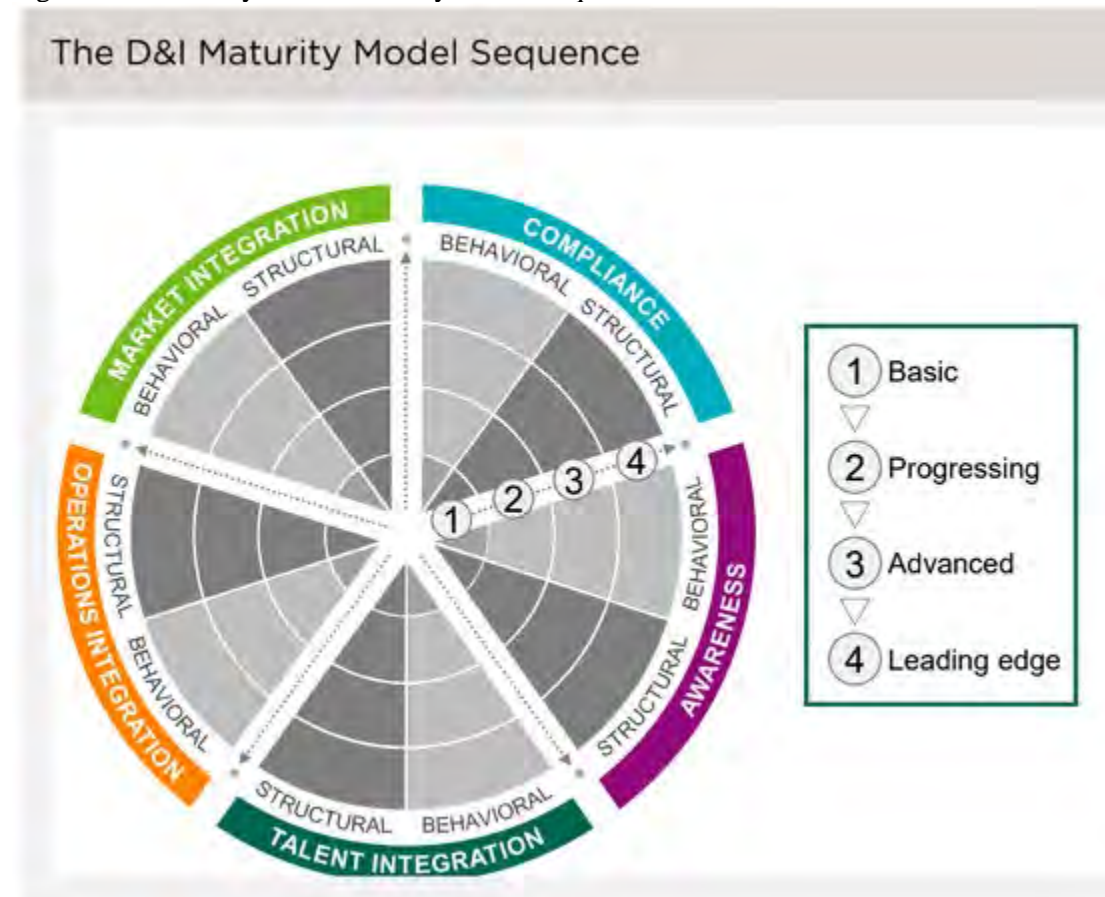 The D&I Maturity Model Sequence
MARKET INTEGRATION
BEHAVIORAL
STRUCTURAL
COMPLIANCE
BEHAVIORAL
STRUCTURAL
AWARENESS
BEHAVIORAL
STRUCTURAL
TALENT INTEGRATION
STRUCTURAL
BEHAVIORAL
OPERATIONS INTEGRATION
STRUCTURAL
BEHAVIORAL
1
2
3
4
1 Basic
2 Progressing
3 Advanced
4 Leading edge